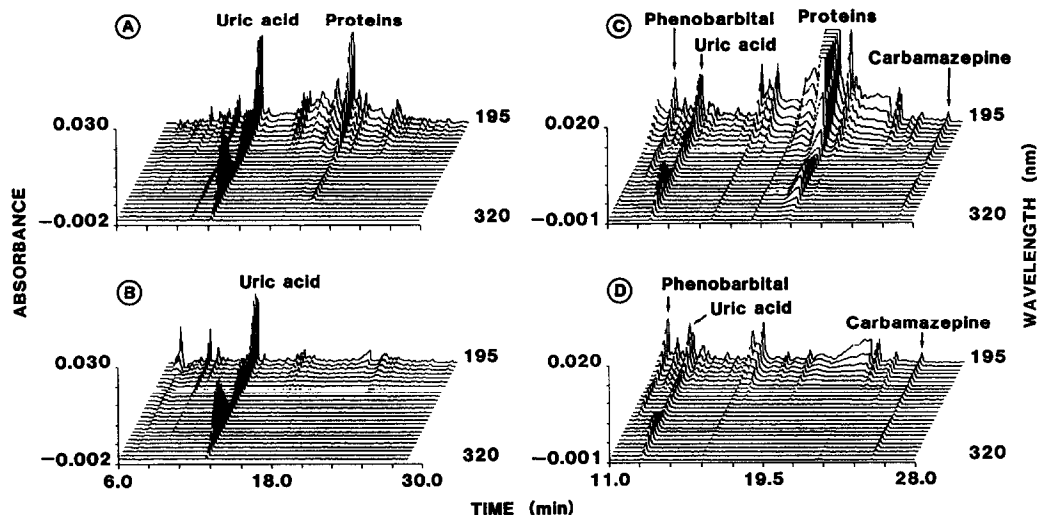 A
Uric acid
Proteins
0.030
−0.002
195
320
C
Phenobarbital
Uric acid
Proteins
Carbamazepine
0.020
−0.001
195
320
ABSORBANCE
WAVELENGTH (nm)
B
Uric acid
0.030
−0.002
195
320
6.0
18.0
30.0
D
Phenobarbital
Uric acid
Carbamazepine
0.020
−0.001
195
320
11.0
19.5
28.0
TIME (min)